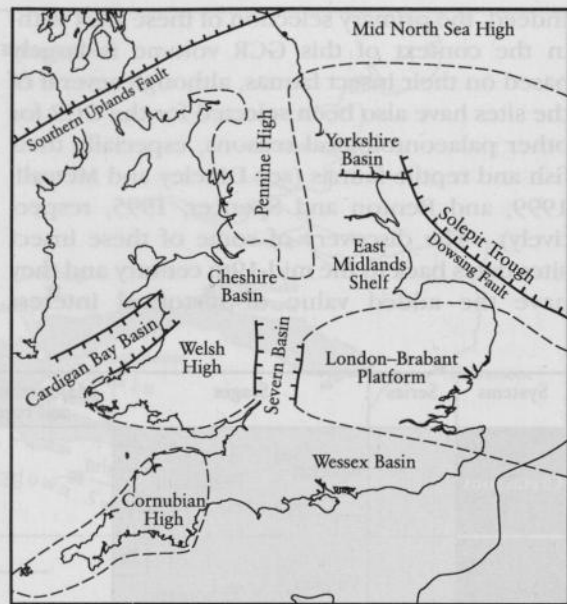 Mid North Sea High
Southern Uplands Fault
Pennine High
Yorkshire
Basin
Solepit Trough
Dowsing Fault
East
Midlands
Shelf
Cheshire
Basin
Cardigan Bay Basin
Welsh
High
Severn Basin
London–Brabant
Platform
Wessex Basin
Cornubian
High